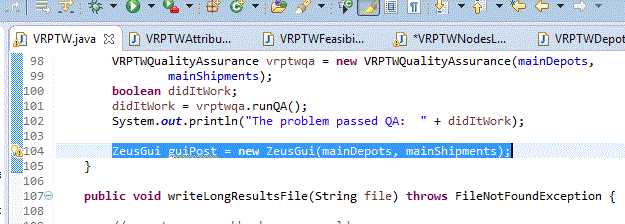 VRPTW.java VRPTWAttribu... VRPTWFeasibi... *VRPTWNodesL... VRPTWDepot
98 VRPTWQualityAssurance vrptwqa = new VRPTWQualityAssurance(mainDepots,
99 mainShipments);
100 boolean didItWork;
101 didItWork = vrptwqa.runQA();
102 System.out.println("The problem passed QA:  " + didItWork);
103
104 ZeusGui guiPost = new ZeusGui(mainDepots, mainShipments);
105 }
106
107 public void writeLongResultsFile(String file) throws FileNotFoundException {